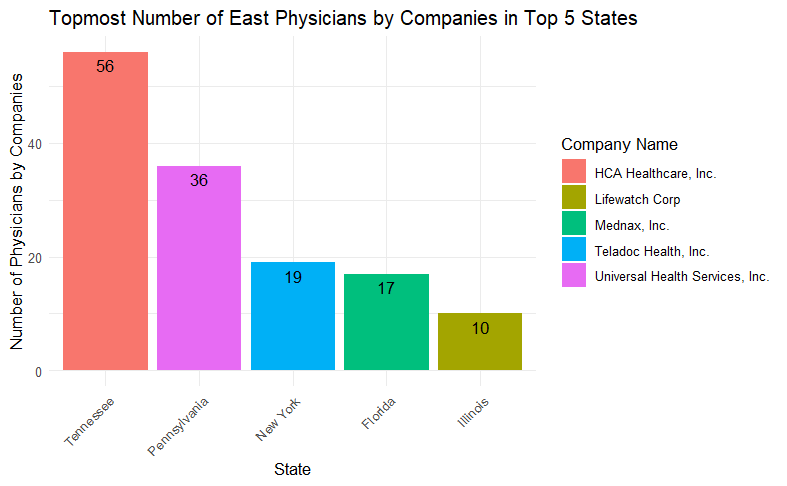 Topmost Number of East Physicians by Companies in Top 5 States
Number of Physicians by Companies
40
20
0
56
36
19
17
10
Tennessee
Pennsylvania
New York
Florida
Illinois
State
Company Name
HCA Healthcare, Inc.
Lifewatch Corp
Mednax, Inc.
Teladoc Health, Inc.
Universal Health Services, Inc.